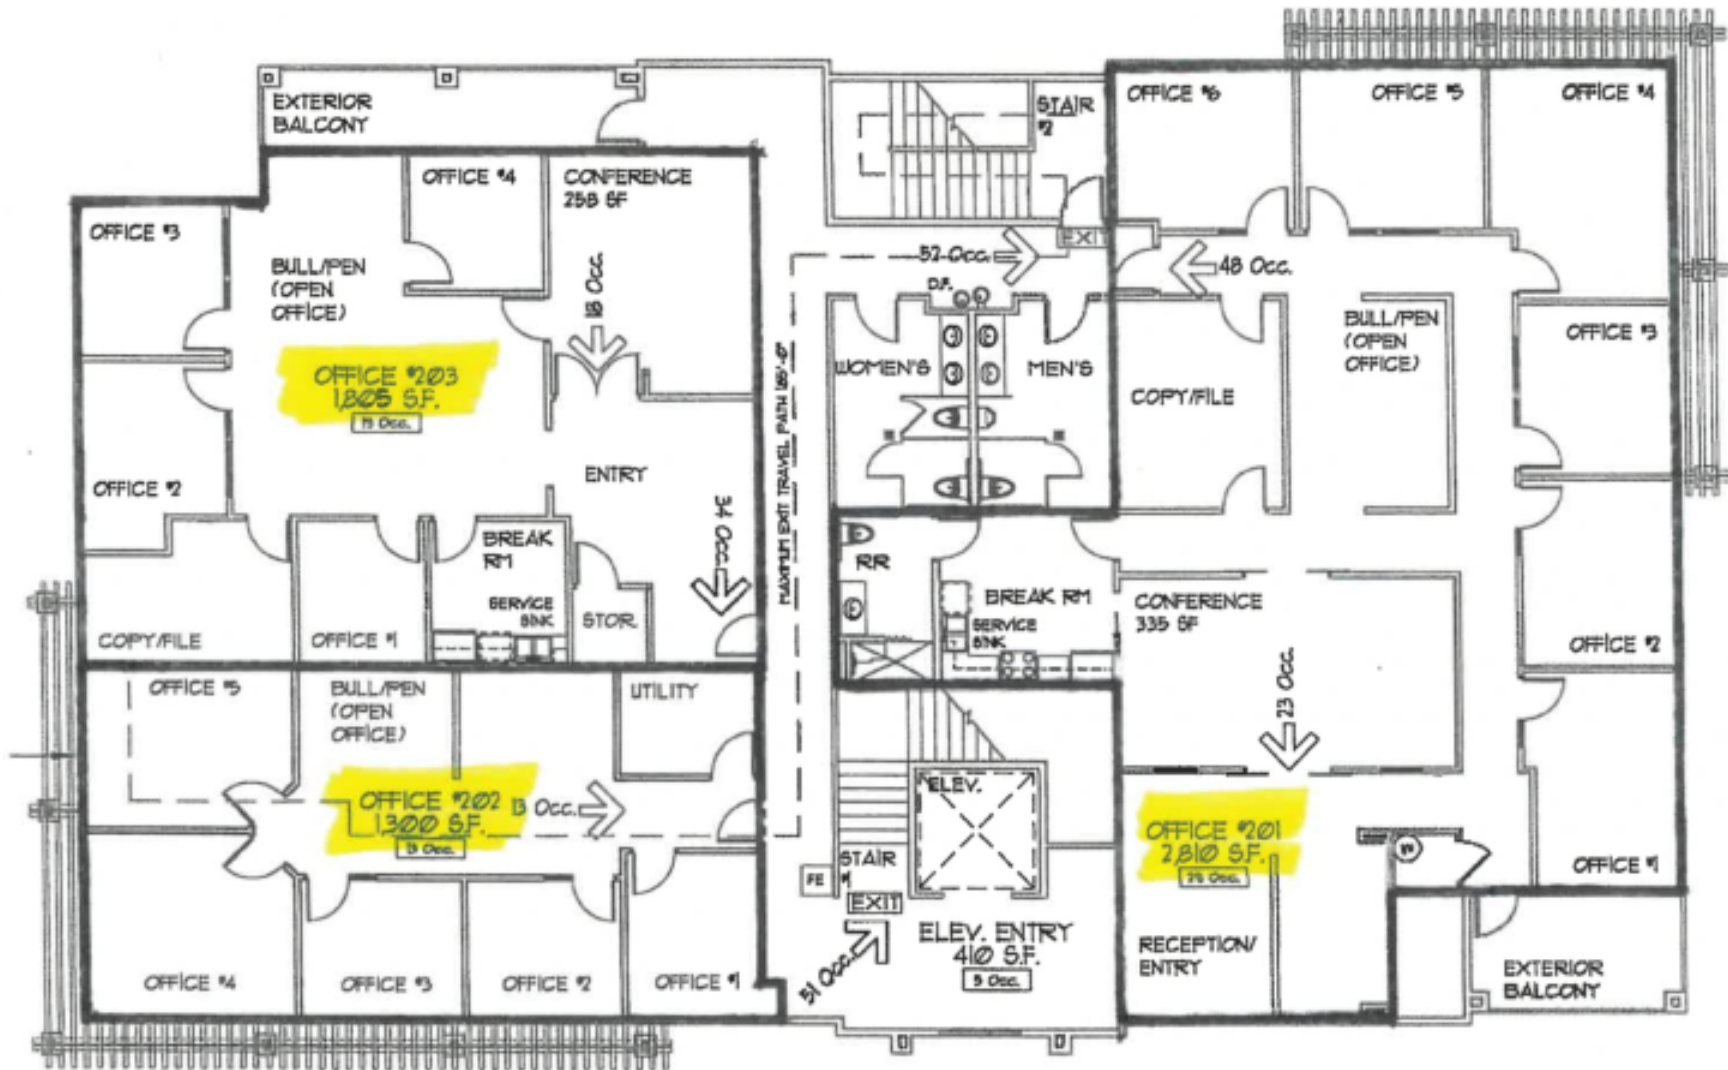 EXTERIOR
BALCONY
STAIR
#2
OFFICE #6
OFFICE #5
OFFICE #4
OFFICE #4
CONFERENCE
258 SF
OFFICE #3
BULL/PEN
(OPEN
OFFICE)
18 Occ.
52 Occ.
EXIT
48 Occ.
D.F.
BULL/PEN
(OPEN
OFFICE)
OFFICE #3
OFFICE #203
1,805 S.F.
WOMEN'S
MEN'S
COPY/FILE
MAXIMUM EXIT TRAVEL PATH
ENTRY
OFFICE #2
34 Occ.
BREAK
RM
SERVICE
SINK
STOR.
COPY/FILE
OFFICE #1
RR
BREAK RM
SERVICE
SINK
CONFERENCE
335 SF
OFFICE #2
23 Occ.
OFFICE #5
BULL/PEN
(OPEN
OFFICE)
UTILITY
OFFICE #202
1,300 S.F.
13 Occ.
13 Occ.
ELEV.
OFFICE #201
2,810 S.F.
28 Occ.
STAIR
#1
FE
EXIT
51 Occ.
ELEV. ENTRY
410 S.F.
5 Occ.
OFFICE #1
OFFICE #4
OFFICE #3
OFFICE #2
OFFICE #1
RECEPTION/
ENTRY
EXTERIOR
BALCONY